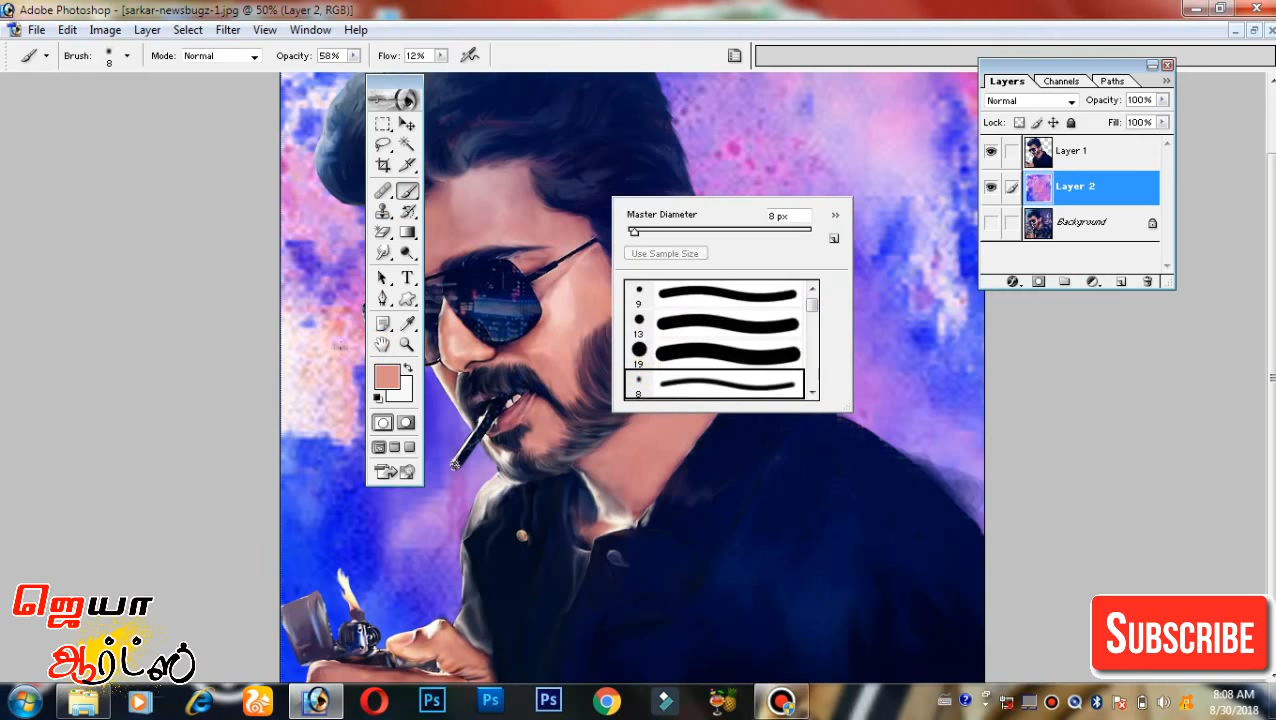 Adobe Photoshop - [sarkar-newsbugz-1.jpg @ 50% (Layer 2, RGB)]
File Edit Image Layer Select Filter View Window Help
Brush: 8 Mode: Normal Opacity: 58% Flow: 12%
Layers Channels Paths
Normal Opacity: 100%
Lock: Fill: 100%
Layer 1
Layer 2
Background
Master Diameter 8 px
Use Sample Size
9
13
19
8
ஜெயா
ஆர்ட்ஸ்
SUBSCRIBE
Ps Ps Ps
8:08 AM
8/30/2018